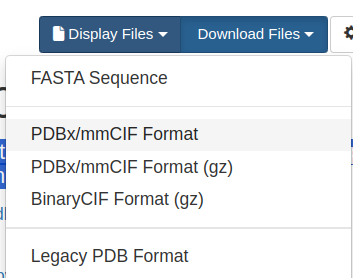 Display Files Download Files
FASTA Sequence
PDBx/mmCIF Format
PDBx/mmCIF Format (gz)
BinaryCIF Format (gz)
Legacy PDB Format